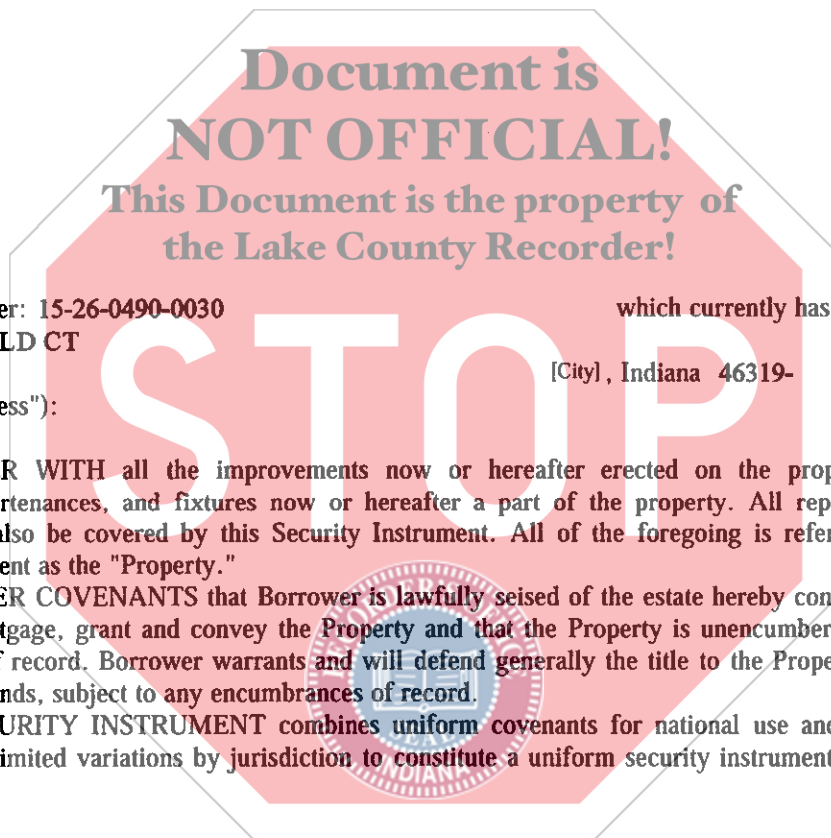 Document is
NOT OFFICIAL!
This Document is the property of
the Lake County Recorder!
er: 15-26-0490-0030 which currently has
LD CT
[City] , Indiana 46319-
ess"):
STOP
R WITH all the improvements now or hereafter erected on the prop
rtenances, and fixtures now or hereafter a part of the property. All rep
also be covered by this Security Instrument. All of the foregoing is refer
ent as the "Property."
ER COVENANTS that Borrower is lawfully seised of the estate hereby con
tgage, grant and convey the Property and that the Property is unencumber
f record. Borrower warrants and will defend generally the title to the Prope
nds, subject to any encumbrances of record.
URITY INSTRUMENT combines uniform covenants for national use and
imited variations by jurisdiction to constitute a uniform security instrument
SEAL
INDIANA